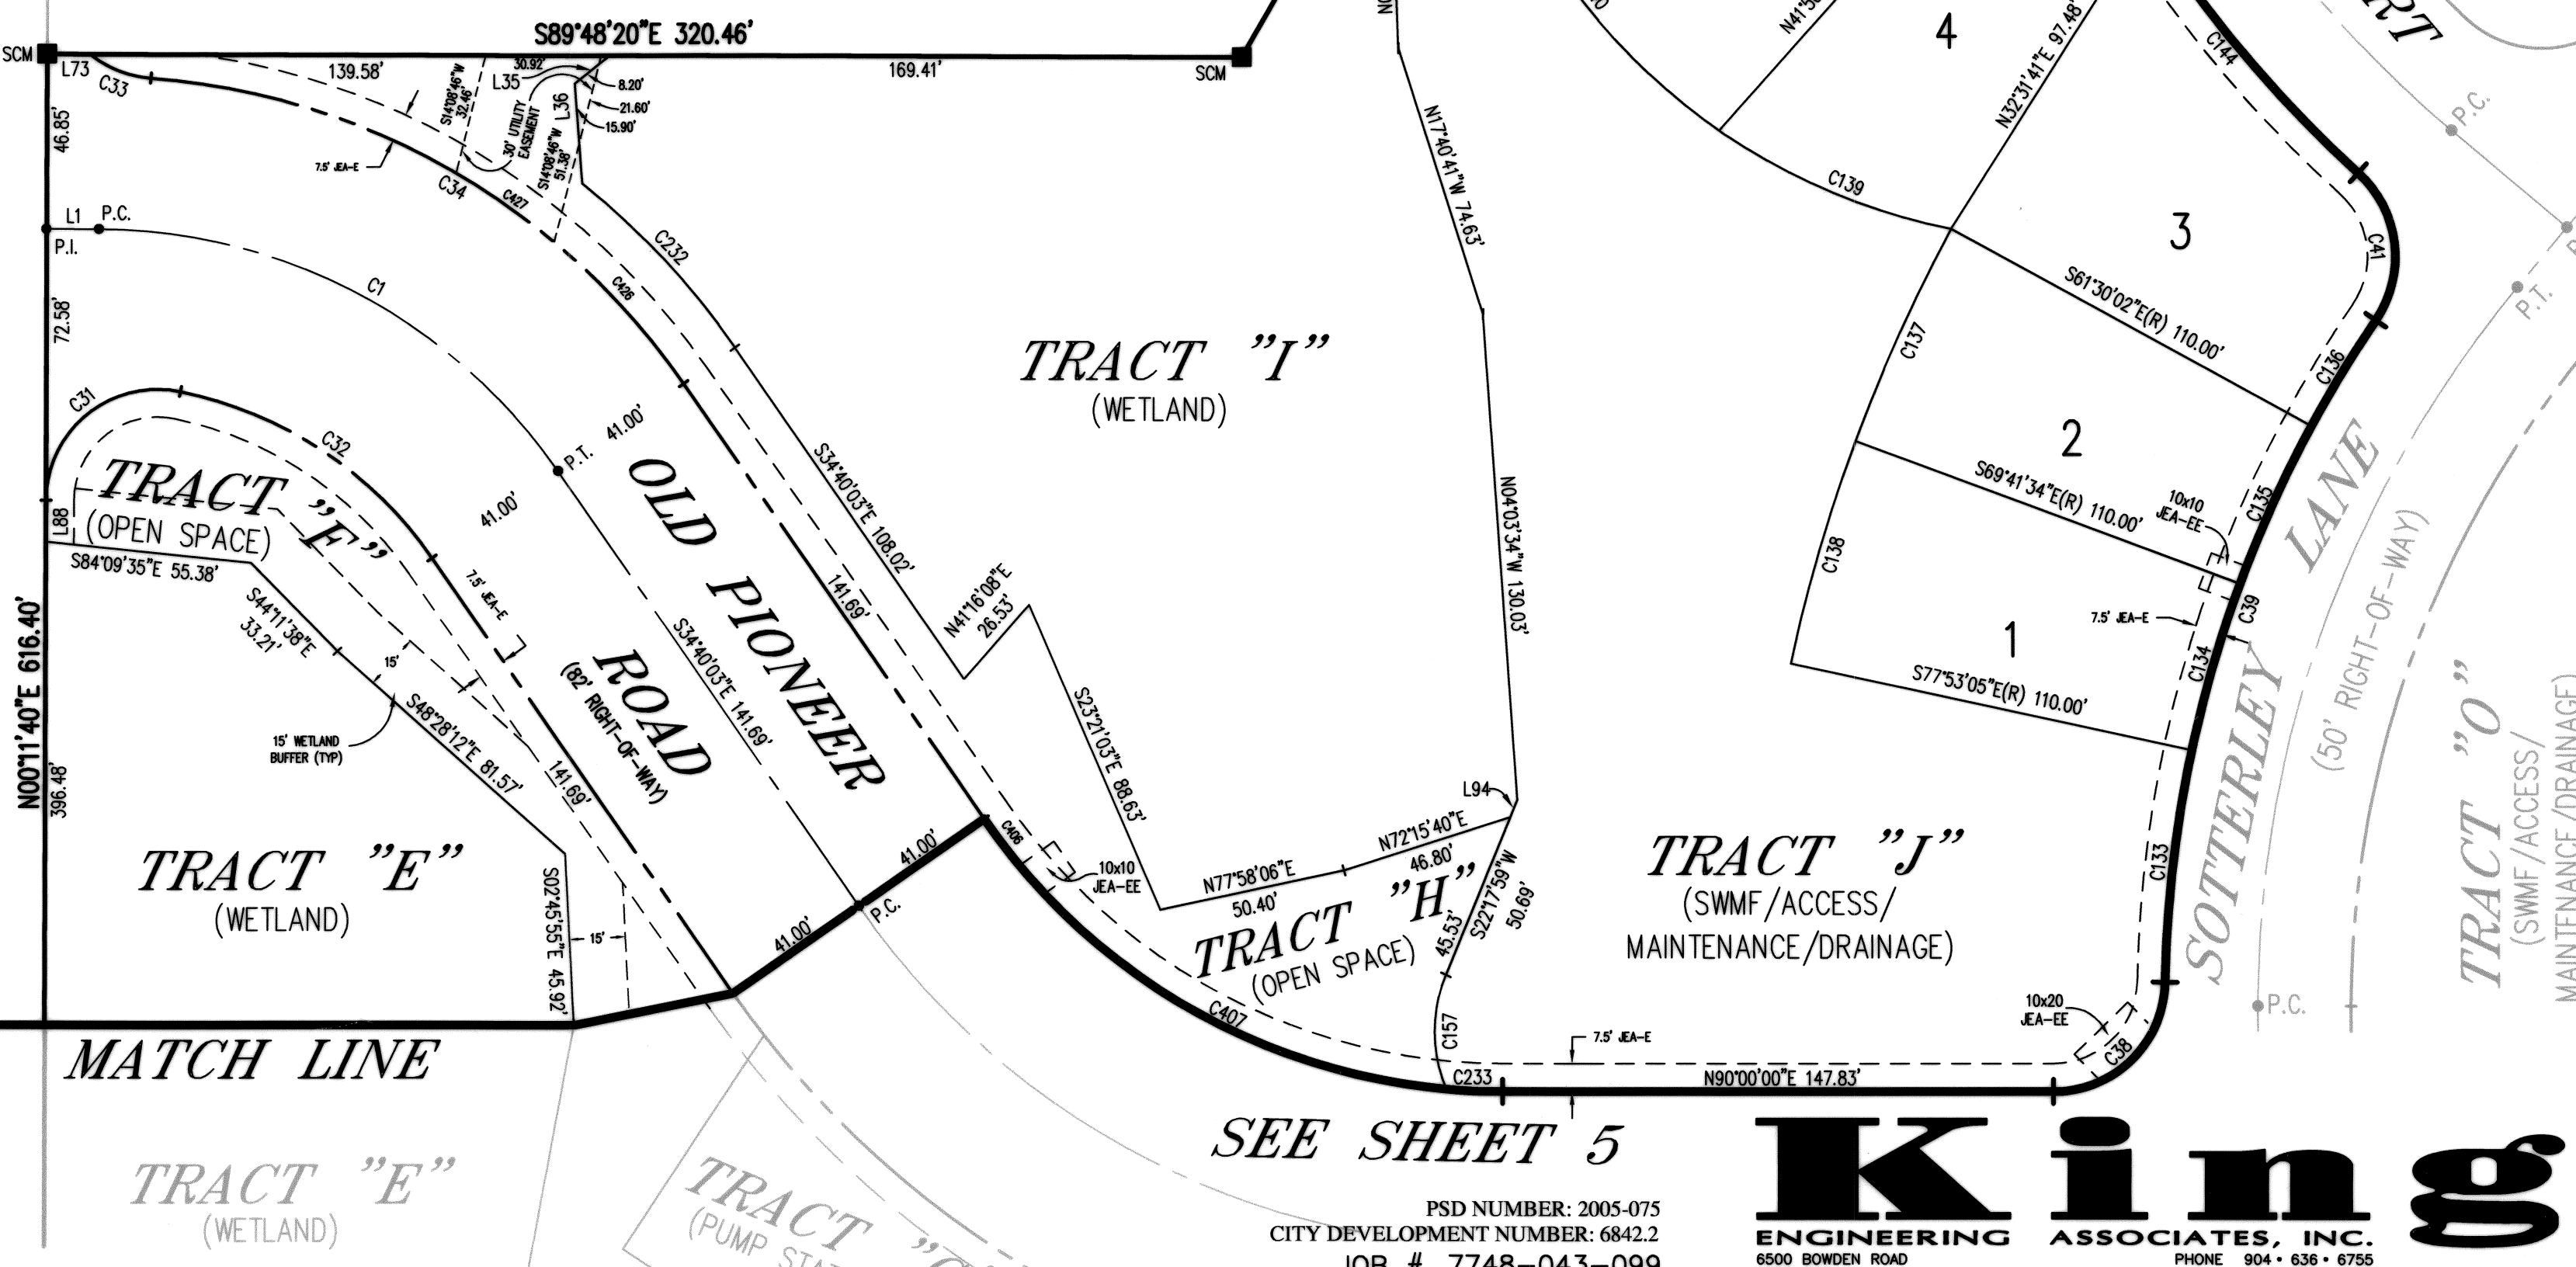 S89°48'20"E 320.46'
SCM
L73
C33
139.58'
30.92'
L35
8.20'
21.60'
15.90'
L36
169.41'
SCM
S14°08'46"W
32.46'
30' UTILITY
EASEMENT
S14°08'46"W
51.38'
46.85'
7.5' JEA-E
C34
C427
L1
P.C.
P.I.
C1
72.58'
C232
C426
C31
C32
P.T.
41.00'
41.00'
TRACT "F"
(OPEN SPACE)
L88
S84°09'35"E 55.38'
S44°11'38"E
33.21'
15'
7.5' JEA-E
S48°28'12"E 81.57'
15' WETLAND
BUFFER (TYP)
141.69'
N00°11'40"E 616.40'
396.48'
TRACT "E"
(WETLAND)
S02°45'55"E 45.92'
15'
OLD PIONEER
ROAD
(82' RIGHT-OF-WAY)
S34°40'03"E 141.69'
141.69'
S34°40'03"E 108.02'
41.00'
41.00'
P.C.
TRACT "I"
(WETLAND)
N41°16'08"E
26.53'
S23°21'03"E 88.63'
N17°40'41"W 74.63'
N04°03'34"W 130.03'
L94
N77°58'06"E
50.40'
N72°15'40"E
46.80'
C406
10x10
JEA-EE
TRACT "H"
(OPEN SPACE)
45.53'
S22°17'59"W
50.69'
C407
C157
C233
TRACT "J"
(SWMF/ACCESS/
MAINTENANCE/DRAINAGE)
7.5' JEA-E
N90°00'00"E 147.83'
10x20
JEA-EE
C38
C133
4
N32°31'41"E 97.48'
C144
C139
3
C41
S61°30'02"E(R) 110.00'
C136
C137
2
S69°41'34"E(R) 110.00'
10x10
JEA-EE
C135
C138
7.5' JEA-E
C39
1
C134
S77°53'05"E(R) 110.00'
P.C.
P.T.
SOTTERLEY LANE
(50' RIGHT-OF-WAY)
TRACT "O"
(SWMF/ACCESS/
MAINTENANCE/DRAINAGE)
P.C.
MATCH LINE
SEE SHEET 5
TRACT "E"
(WETLAND)
TRACT
(PUMP
PSD NUMBER: 2005-075
CITY DEVELOPMENT NUMBER: 6842.2
JOB # 7748-043-099
King
ENGINEERING ASSOCIATES, INC.
6500 BOWDEN ROAD PHONE 904 • 636 • 6755